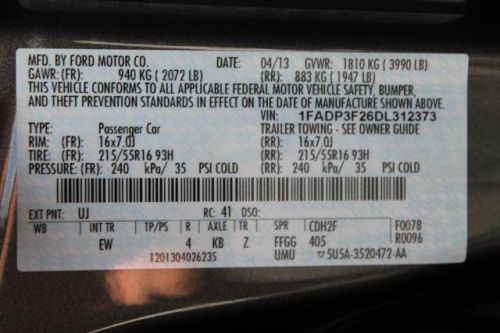 MFD. BY FORD MOTOR CO. DATE: 04/13 GVWR: 1810 KG ( 3990 LB)
GAWR: (FR): 940 KG ( 2072 LB) (RR): 883 KG ( 1947 LB)
THIS VEHICLE CONFORMS TO ALL APPLICABLE FEDERAL MOTOR VEHICLE SAFETY, BUMPER,
AND THEFT PREVENTION STANDARDS IN EFFECT ON THE DATE OF MANUFACTURE SHOWN ABOVE.
VIN: 1FADP3F26DL312373
TYPE: Passenger Car TRAILER TOWING - SEE OWNER GUIDE
RIM: (FR): 16x7.0J (RR): 16x7.0J
TIRE: (FR): 215/55R16 93H (RR): 215/55R16 93H
PRESSURE: (FR): 240 kPa/ 35 PSI COLD (RR): 240 kPa/ 35 PSI COLD
EXT PNT: UJ RC: 41 DSO:
WB INT TR TP/PS R AXLE TR SPR CDH2F F0078
EW 4 KB Z FFGG 405 R0096
1201304026235 UMU ▽5U5A-3520472-AA